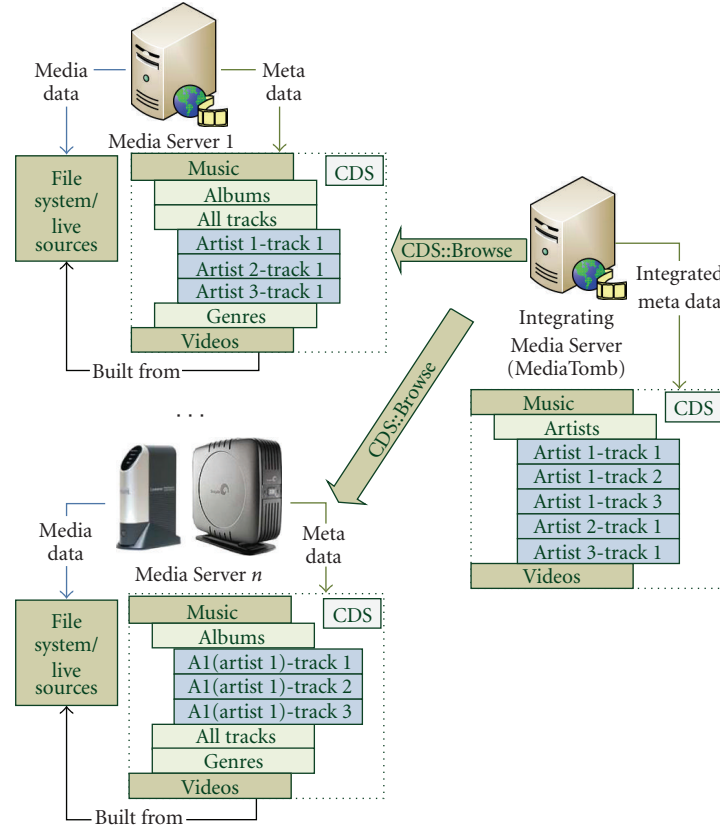 Media
data
Meta
data
Media Server 1
File
system/
live
sources
Music
CDS
Albums
All tracks
Artist 1-track 1
Artist 2-track 1
Artist 3-track 1
Genres
Videos
Built from
CDS::Browse
Integrated
meta data
Integrating
Media Server
(MediaTomb)
CDS::Browse
Music
CDS
Artists
Artist 1-track 1
Artist 1-track 2
Artist 1-track 3
Artist 2-track 1
Artist 3-track 1
Videos
. . .
Media
data
Meta
data
Media Server n
File
system/
live
sources
Music
CDS
Albums
A1(artist 1)-track 1
A1(artist 1)-track 2
A1(artist 1)-track 3
All tracks
Genres
Videos
Built from